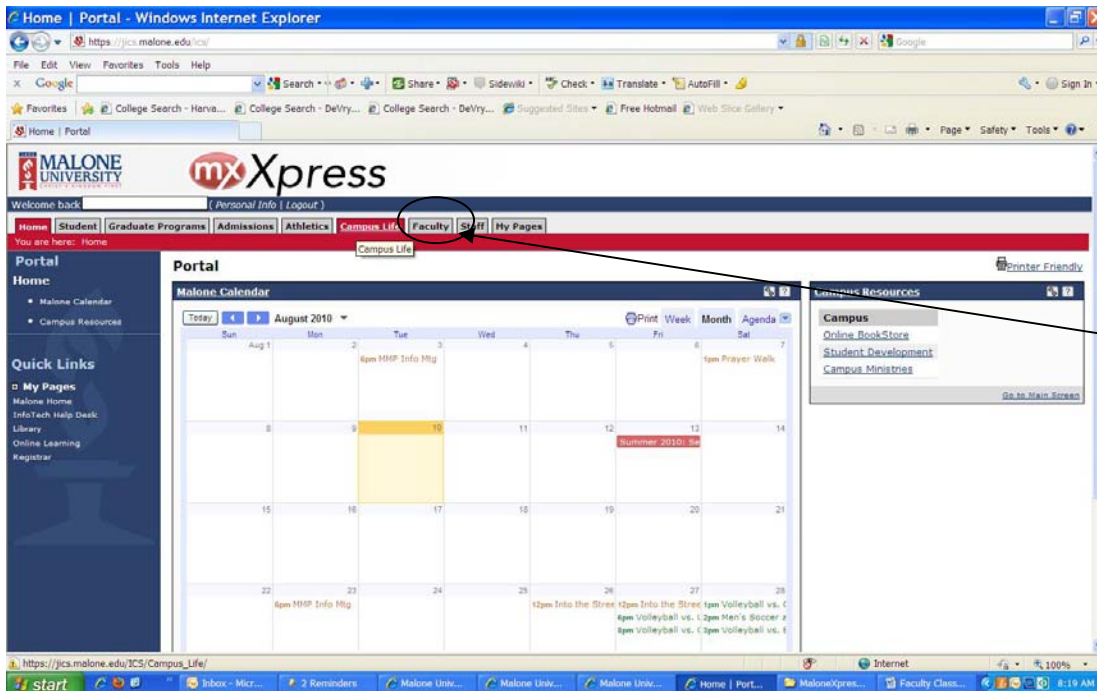 Home | Portal - Windows Internet Explorer
https://jics.malone.edu/ics/
Google
File Edit View Favorites Tools Help
x Google Search Share Sidewiki Check Translate AutoFill Sign In
Favorites College Search - Harva... College Search - DeVry... College Search - DeVry... Suggested Sites Free Hotmail Web Slice Gallery
Home | Portal Page Safety Tools
MALONE UNIVERSITY
CHRIST'S KINGDOM FIRST
mx Xpress
Welcome back ( Personal Info | Logout )
Home Student Graduate Programs Admissions Athletics Campus Life Faculty Staff My Pages
You are here: Home
Campus Life
Portal
Home
Malone Calendar
Campus Resources
Quick Links
My Pages
Malone Home
InfoTech Help Desk
Library
Online Learning
Registrar
Portal
Printer Friendly
Malone Calendar
Today August 2010 Print Week Month Agenda
Sun Mon Tue Wed Thu Fri Sat
Aug 1 2 3 4 5 6 7
6pm MMP Info Mtg 1pm Prayer Walk
8 9 10 11 12 13 14
Summer 2010: Se
15 16 17 18 19 20 21
22 23 24 25 26 27 28
6pm MMP Info Mtg 12pm Into the Stree 12pm Into the Stree 1pm Volleyball vs. C
6pm Volleyball vs. L 2pm Men's Soccer a
8pm Volleyball vs. C 2pm Volleyball vs. E
Campus Resources
Campus
Online BookStore
Student Development
Campus Ministries
Go to Main Screen
https://jics.malone.edu/ICS/Campus_Life/ Internet 100%
start Inbox - Micr... 2 Reminders Malone Univ... Malone Univ... Malone Univ... Home | Port... MaloneXpres... Faculty Class... 8:19 AM